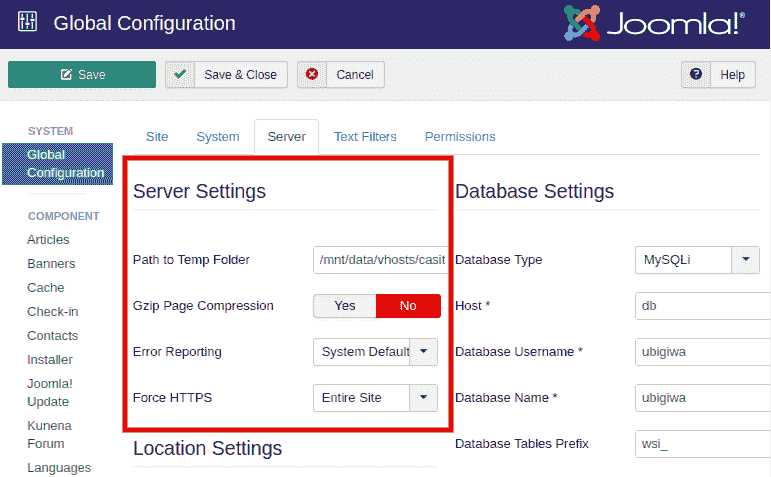 Global Configuration
Joomla!®
Save
Save & Close
Cancel
Help
SYSTEM
Global
Configuration
COMPONENT
Articles
Banners
Cache
Check-in
Contacts
Installer
Joomla!
Update
Kunena
Forum
Languages
Site
System
Server
Text Filters
Permissions
Server Settings
Path to Temp Folder
/mnt/data/vhosts/casit
Gzip Page Compression
Yes
No
Error Reporting
System Default
Force HTTPS
Entire Site
Location Settings
Database Settings
Database Type
MySQLi
Host *
db
Database Username *
ubigiwa
Database Name *
ubigiwa
Database Tables Prefix
wsi_